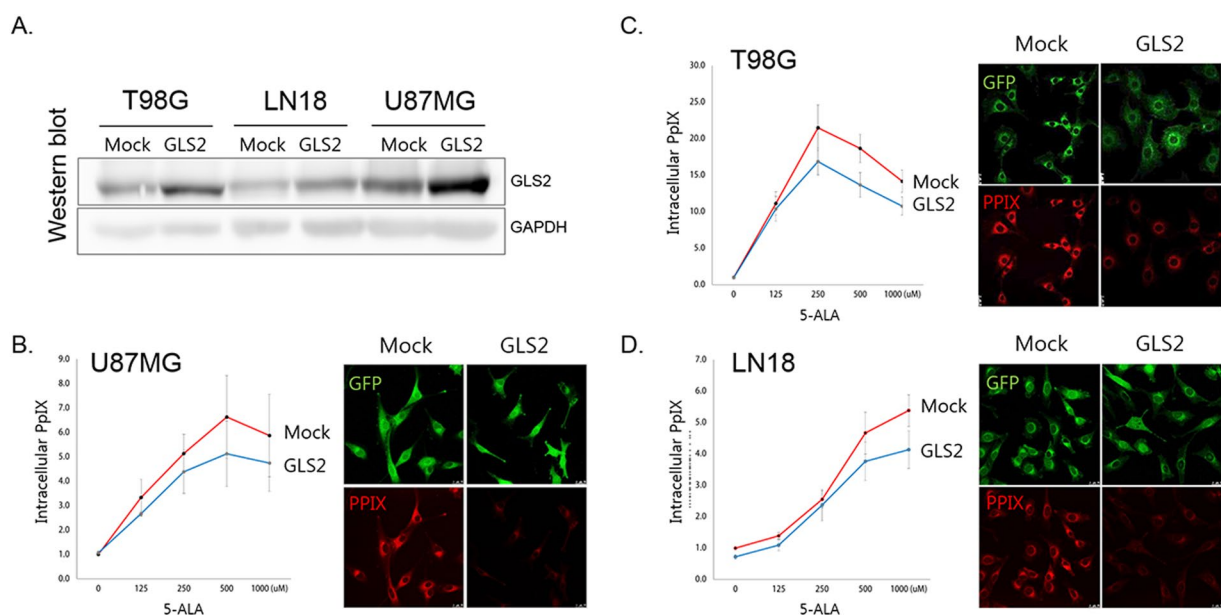 A.
T98G LN18 U87MG
Mock GLS2 Mock GLS2 Mock GLS2
Western blot
GLS2
GAPDH
B.
U87MG
Mock GLS2
9.0
8.0
7.0
6.0
5.0
4.0
3.0
2.0
1.0
0.0
Intracellular PpIX
Mock
GLS2
0 125 250 500 1000 (uM)
5-ALA
GFP
PPIX
C.
T98G
Mock GLS2
30.0
25.0
20.0
15.0
10.0
5.0
0.0
Intracellular PpIX
Mock
GLS2
0 125 250 500 1000 (uM)
5-ALA
GFP
PPIX
D.
LN18
Mock GLS2
7.0
6.0
5.0
4.0
3.0
2.0
1.0
0.0
Intracellular PpIX
Mock
GLS2
0 125 250 500 1000 (uM)
5-ALA
GFP
PPIX